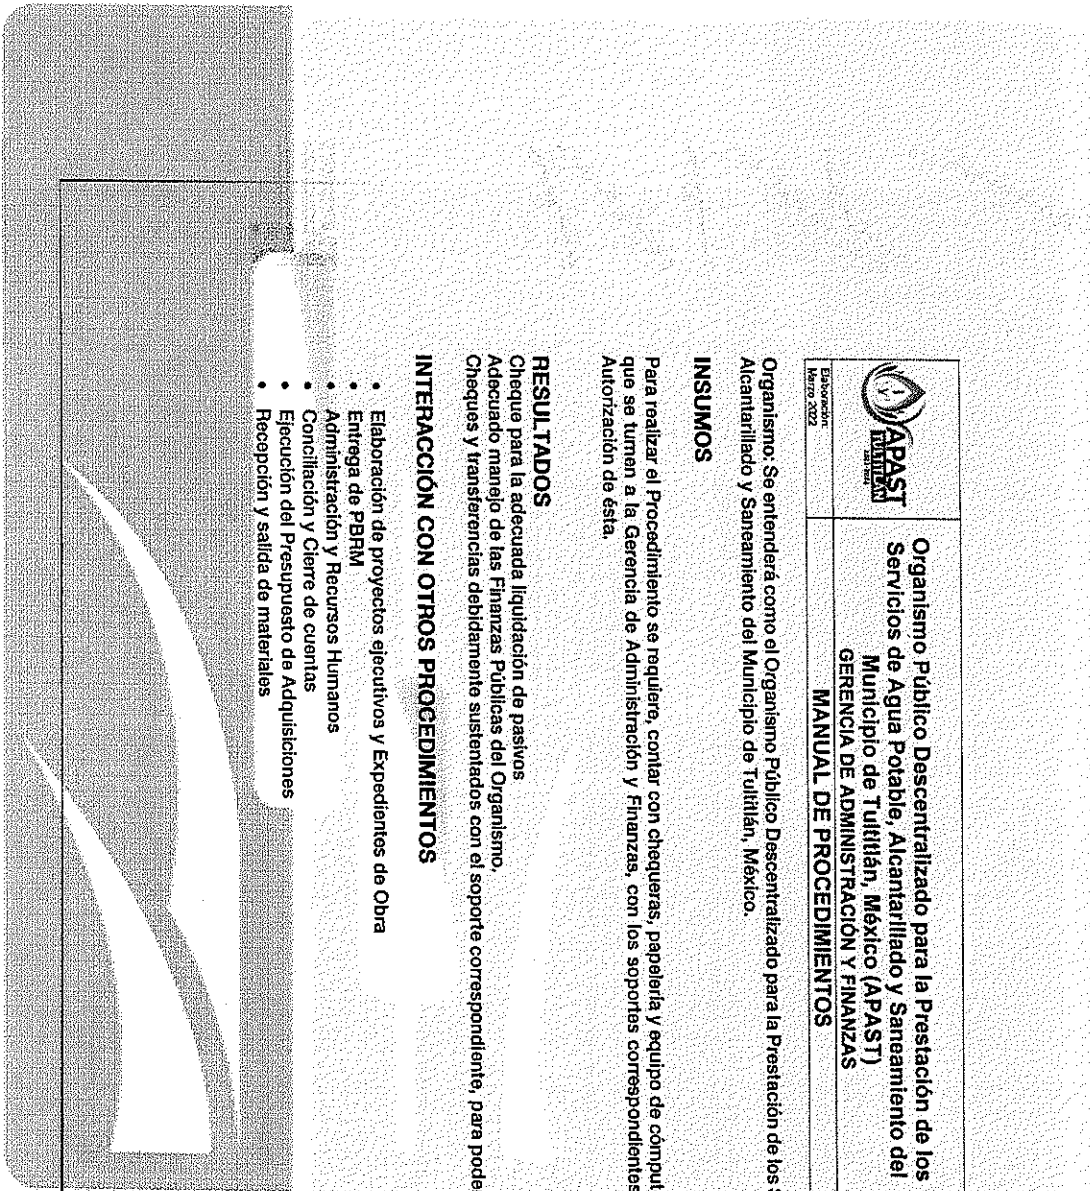 APAST
TULTITLÁN
Elaboración:
Marzo 2022
Organismo Público Descentralizado para la Prestación de los
Servicios de Agua Potable, Alcantarillado y Saneamiento del
Municipio de Tultitlán, México (APAST)
GERENCIA DE ADMINISTRACIÓN Y FINANZAS
MANUAL DE PROCEDIMIENTOS
Organismo: Se entenderá como el Organismo Público Descentralizado para la Prestación de los
Alcantarillado y Saneamiento del Municipio de Tultitlán, México.
INSUMOS
Para realizar el Procedimiento se requiere, contar con chequeras, papelería y equipo de cómput
que se turnen a la Gerencia de Administración y Finanzas, con los soportes correspondientes
Autorización de ésta.
RESULTADOS
Cheque para la adecuada liquidación de pasivos
Adecuado manejo de las Finanzas Públicas del Organismo,
Cheques y transferencias debidamente sustentados con el soporte correspondiente, para pode
INTERACCIÓN CON OTROS PROCEDIMIENTOS
• Elaboración de proyectos ejecutivos y Expedientes de Obra
• Entrega de PBRM
• Administración y Recursos Humanos
• Conciliación y Cierre de cuentas
• Ejecución del Presupuesto de Adquisiciones
• Recepción y salida de materiales